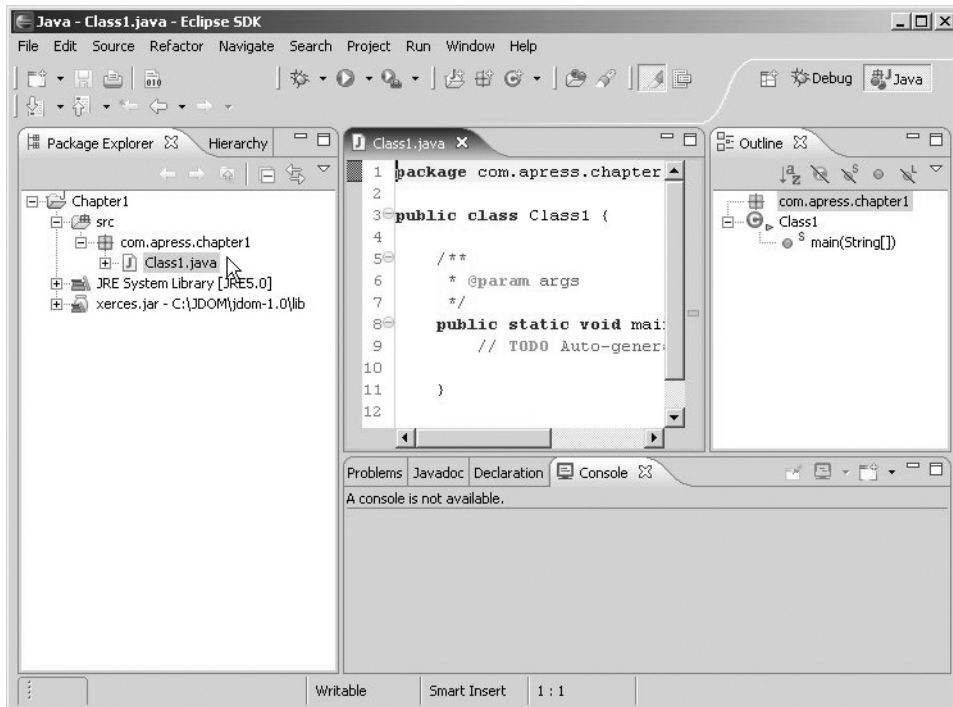 Java - Class1.java - Eclipse SDK
File Edit Source Refactor Navigate Search Project Run Window Help
Debug Java
Package Explorer Hierarchy
Chapter1
src
com.apress.chapter1
Class1.java
JRE System Library [JRE5.0]
xerces.jar - C:\JDOM\jdom-1.0\lib
Class1.java
1 package com.apress.chapter
2
3 public class Class1 {
4
5 /**
6 * @param args
7 */
8 public static void mai
9 // TODO Auto-gener
10
11 }
12
Outline
com.apress.chapter1
Class1
main(String[])
Problems Javadoc Declaration Console
A console is not available.
Writable Smart Insert 1 : 1